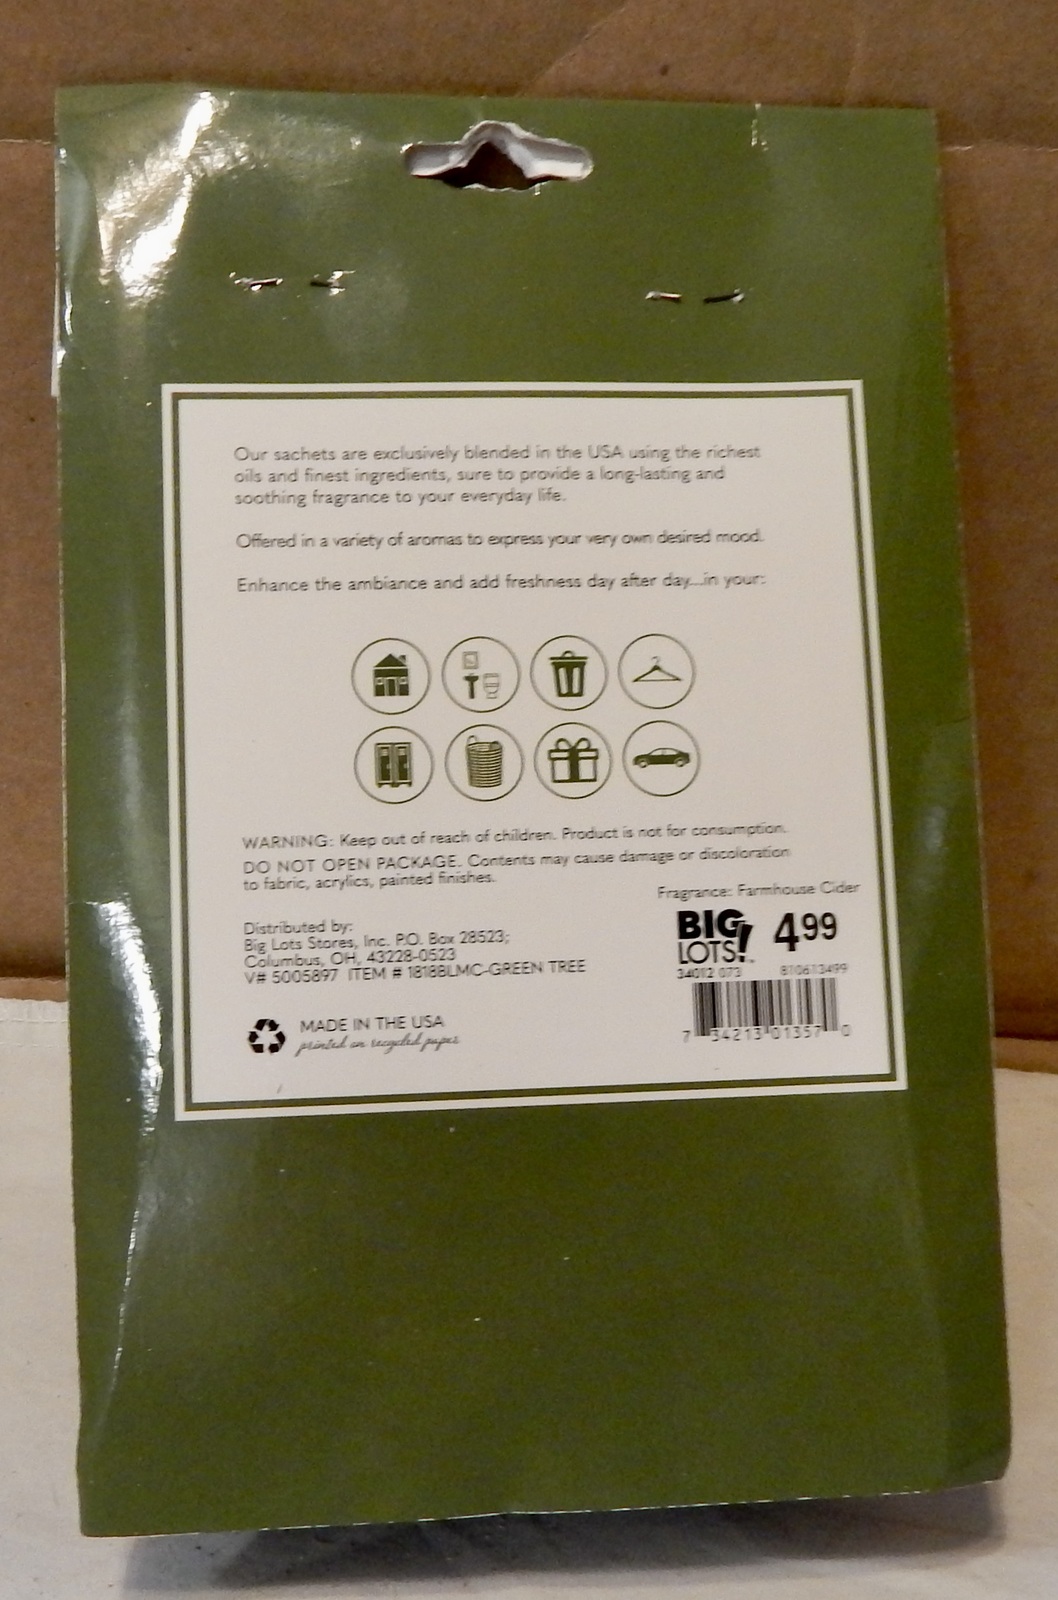 Our sachets are exclusively blended in the USA using the richest
oils and finest ingredients, sure to provide a long-lasting and
soothing fragrance to your everyday life.
Offered in a variety of aromas to express your very own desired mood.
Enhance the ambiance and add freshness day after day...in your:
WARNING: Keep out of reach of children. Product is not for consumption.
DO NOT OPEN PACKAGE. Contents may cause damage or discoloration
to fabric, acrylics, painted finishes.
Fragrance: Farmhouse Cider
Distributed by:
Big Lots Stores, Inc. P.O. Box 28523;
Columbus, OH, 43228-0523
V# 5005897 ITEM # 1818BLMC-GREEN TREE
BIG
LOTS! 4.99
34012 073 810613499
7 34213 01357 0
MADE IN THE USA
printed on recycled paper